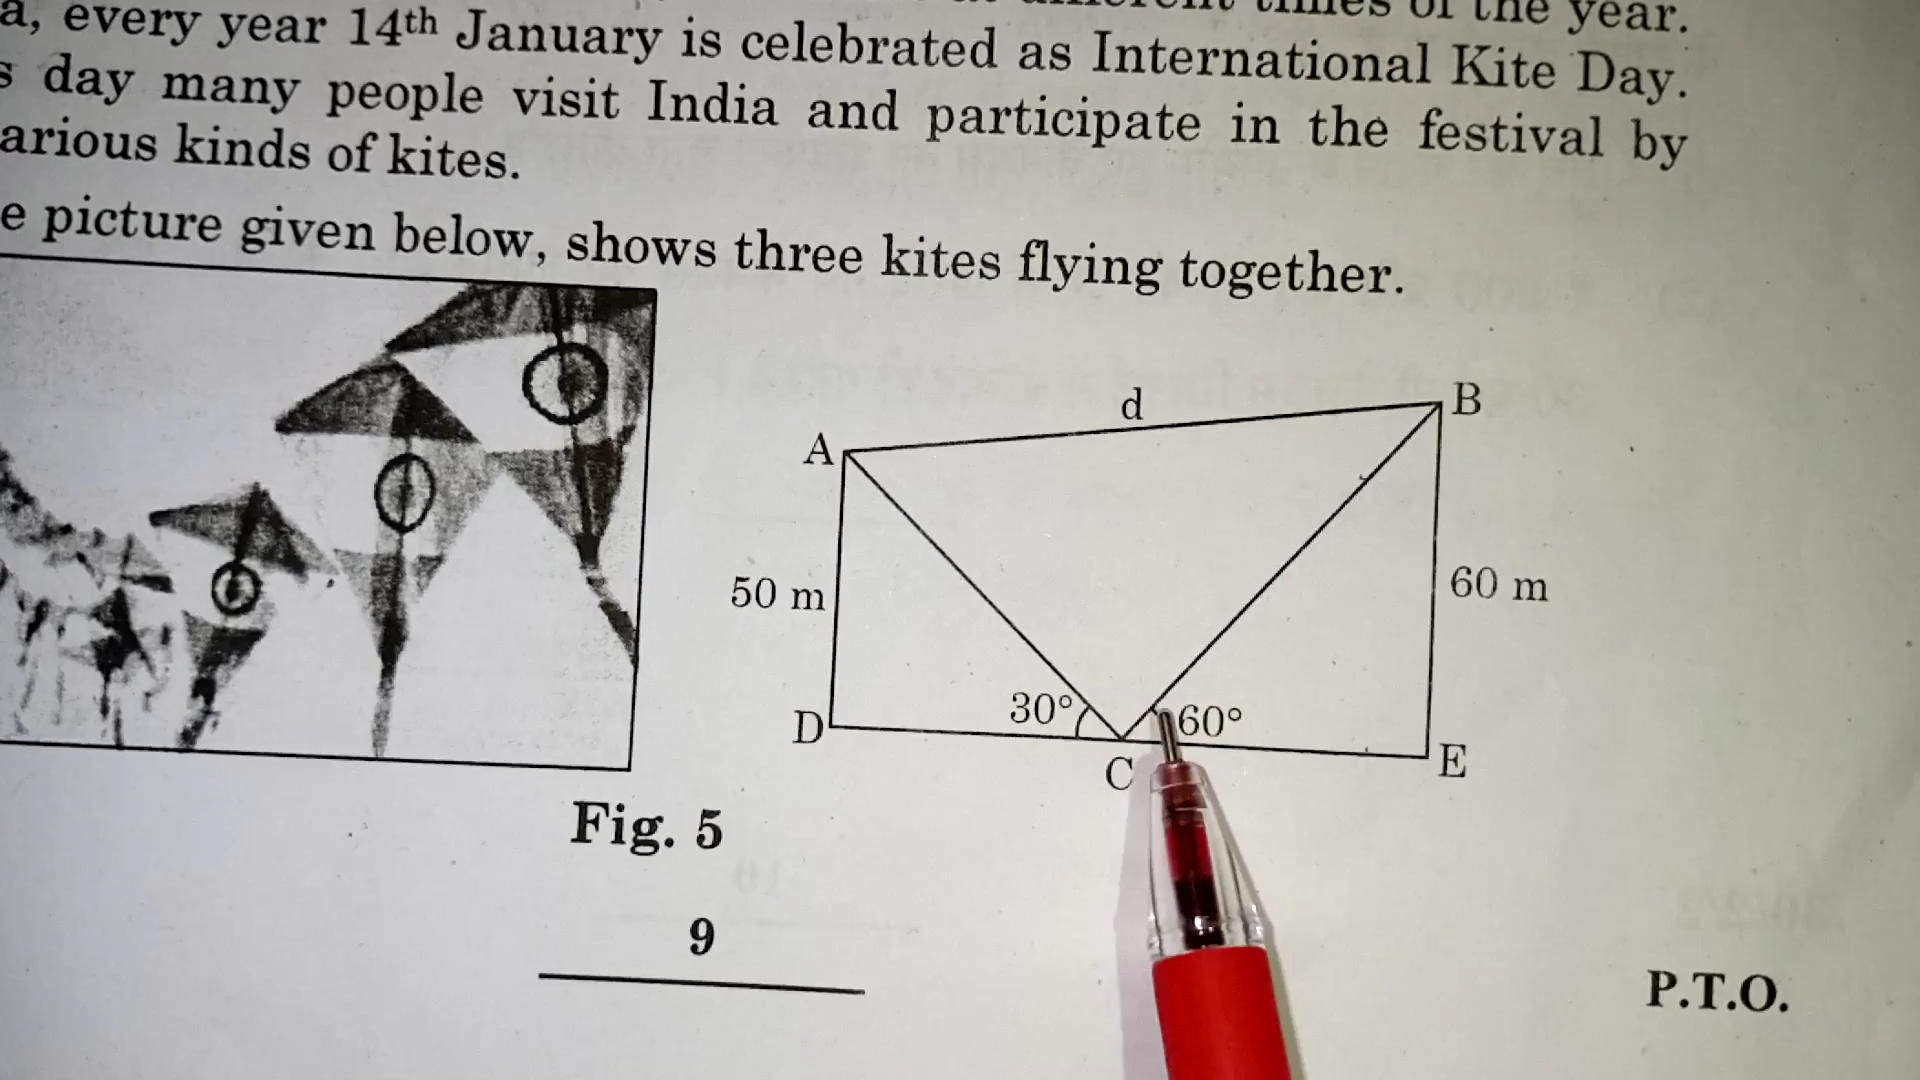 a, every year 14th January is celebrated as International Kite Day.
s day many people visit India and participate in the festival by
arious kinds of kites.
e picture given below, shows three kites flying together.
d
B
A
50 m
60 m
30°
60°
D
C
E
Fig. 5
9
P.T.O.